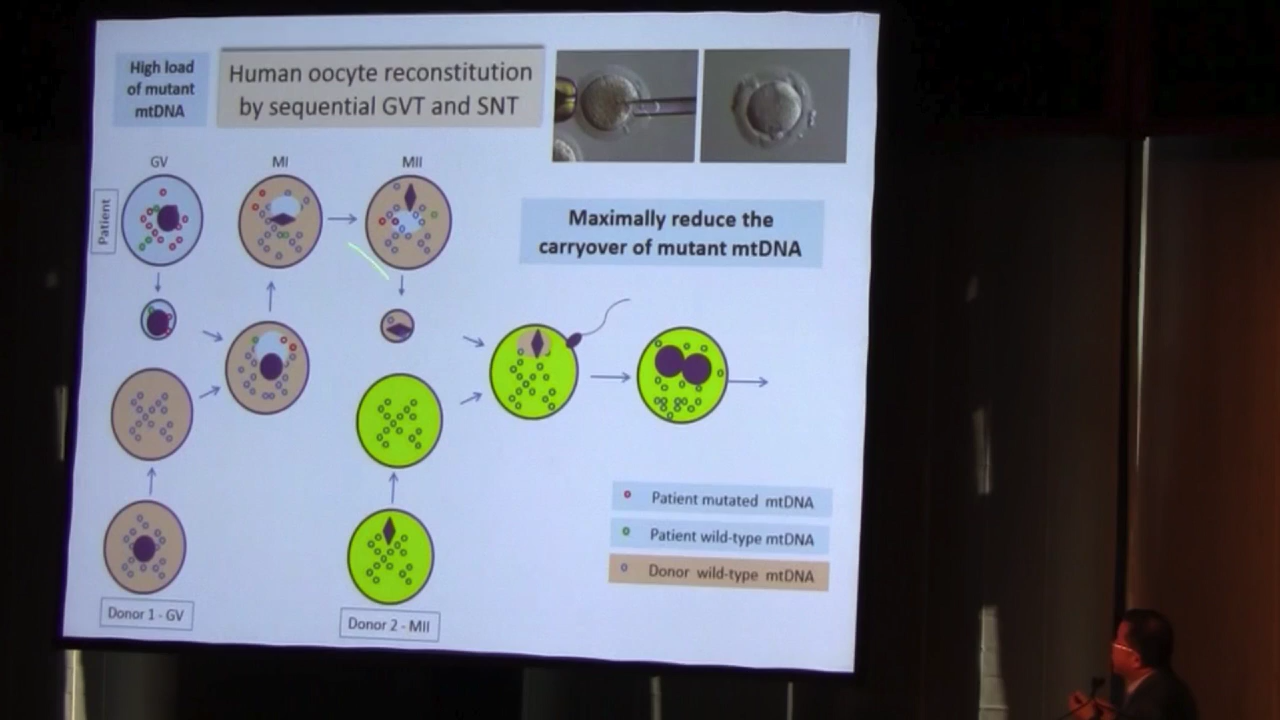 High load
of mutant
mtDNA
Human oocyte reconstitution
by sequential GVT and SNT
GV
MI
MII
Patient
Maximally reduce the
carryover of mutant mtDNA
Patient mutated mtDNA
Patient wild-type mtDNA
Donor wild-type mtDNA
Donor 1 - GV
Donor 2 - MII